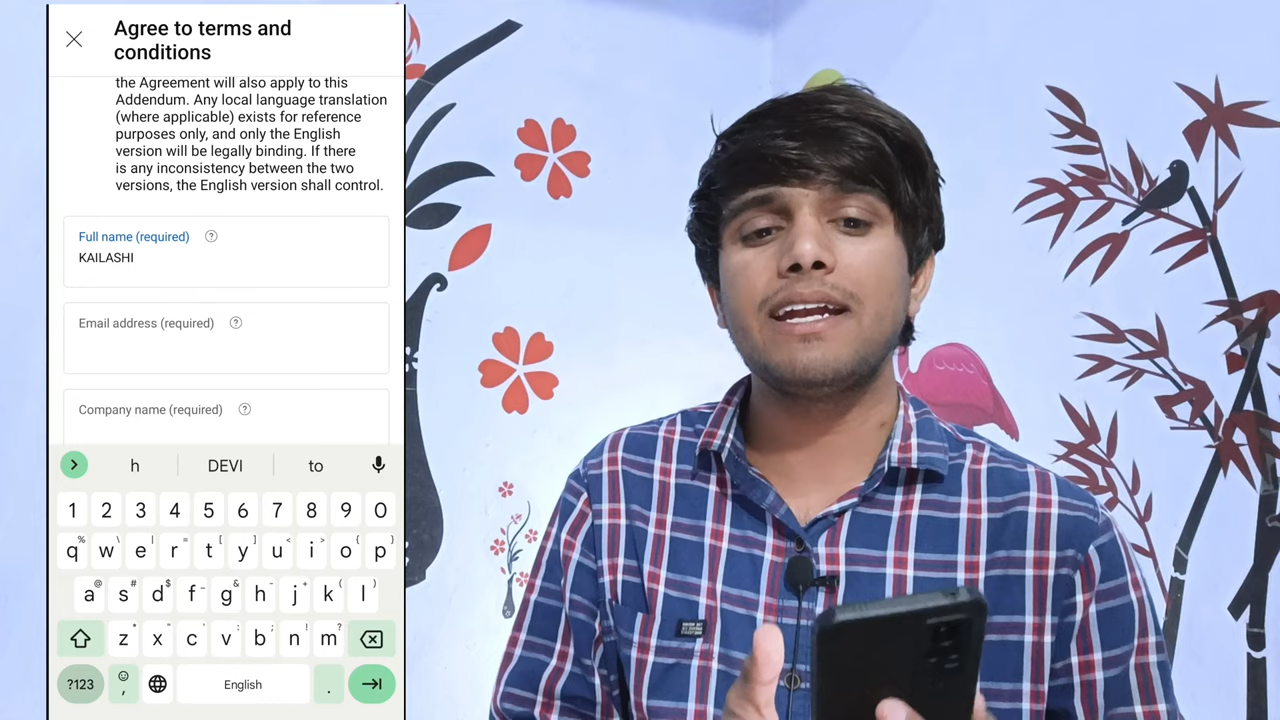 Agree to terms and
conditions
the Agreement will also apply to this
Addendum. Any local language translation
(where applicable) exists for reference
purposes only, and only the English
version will be legally binding. If there
is any inconsistency between the two
versions, the English version shall control.
Full name (required) ?
KAILASHI
Email address (required) ?
Company name (required) ?
h DEVI to
1 2 3 4 5 6 7 8 9 0
q% w\ e| r= t[ y] u< i> o{ p}
a@ s# d$ f- g& h- j+ k( l)
z* x" c' v: b; n! m?
?123 , English .